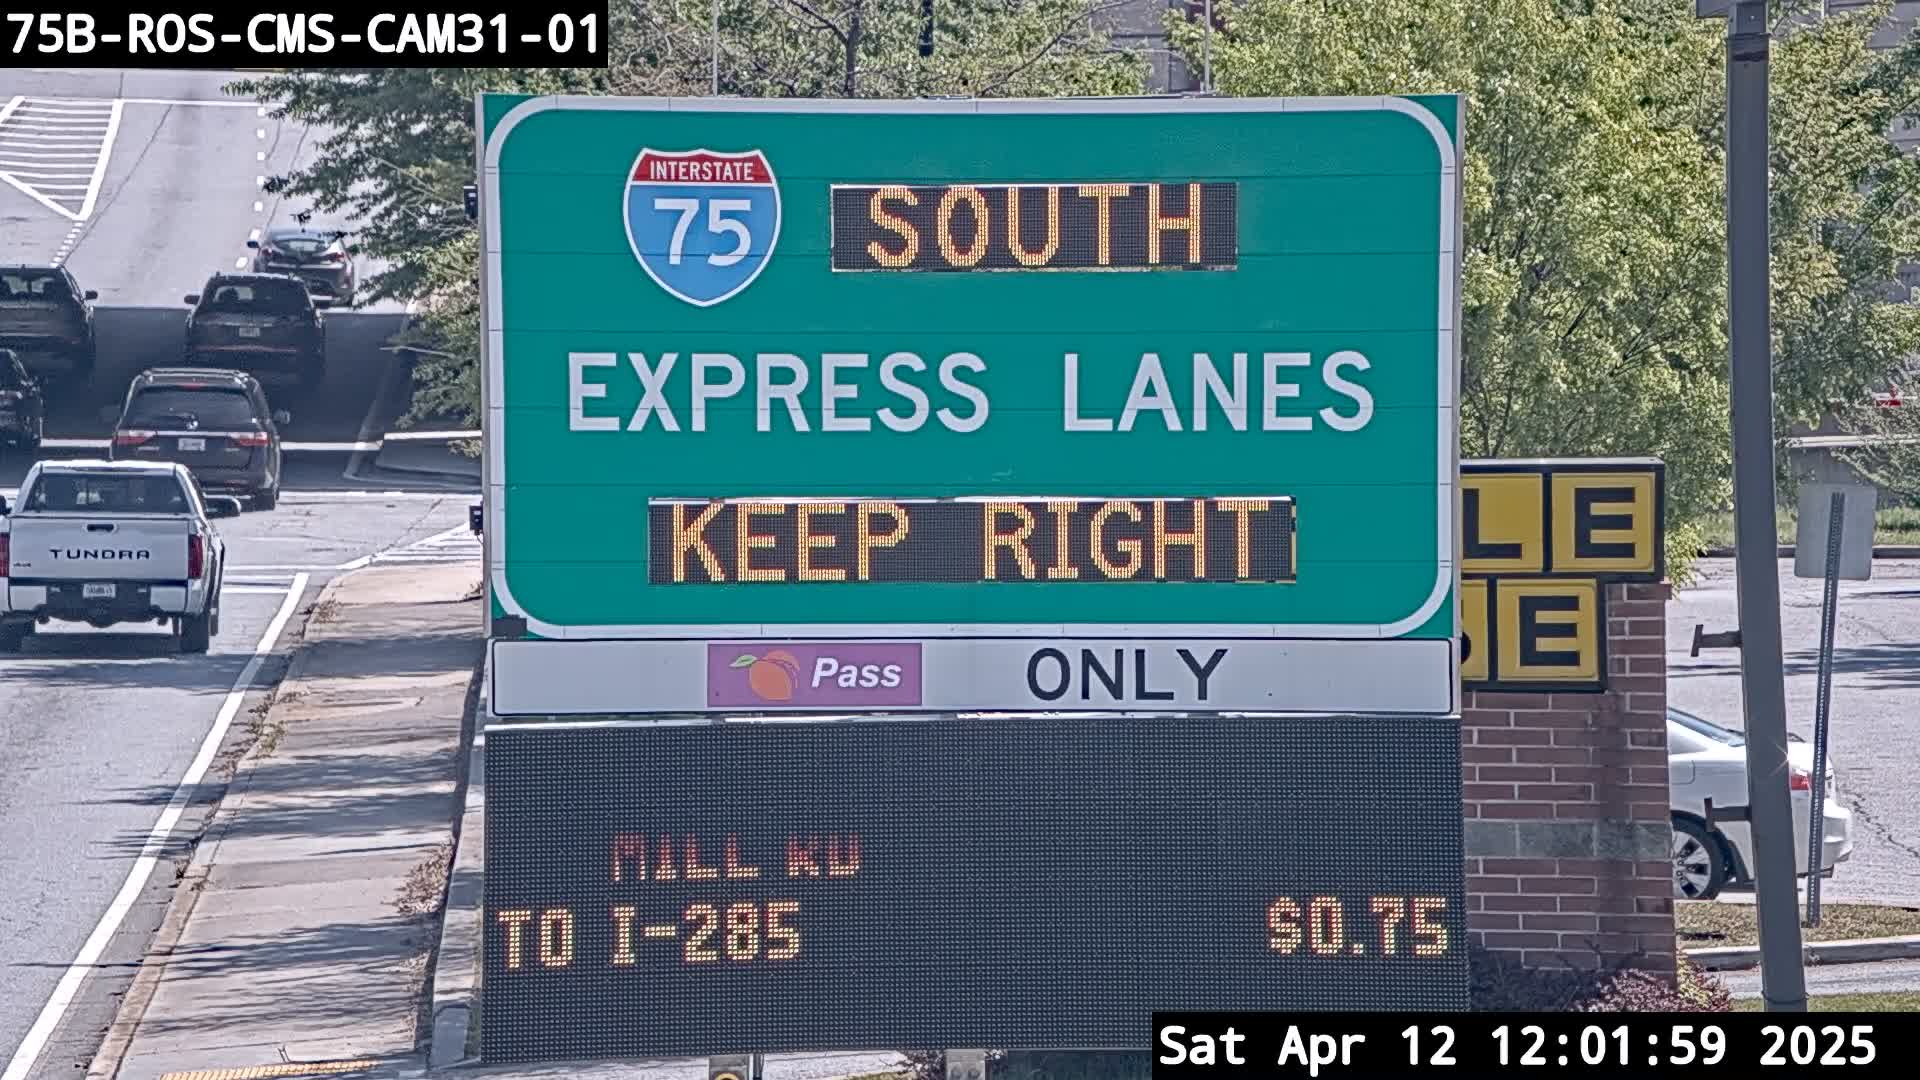 75B-ROS-CMS-CAM31-01
INTERSTATE
75
SOUTH
EXPRESS LANES
KEEP RIGHT
Pass ONLY
MILL
TO I-285 $0.75
TUNDRA
LE
E
Sat Apr 12 12:01:59 2025